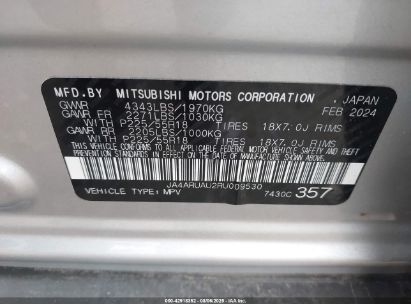 MFD.BY MITSUBISHI MOTORS CORPORATION , JAPAN
GVWR 4343LBS/1970KG FEB 2024
GAWR FR 2271LBS/1030KG
WITH P225/55R18 TIRES 18X7.0J RIMS
GAWR RR 2205LBS/1000KG
WITH P225/55R18 TIRES 18X7.0J RIMS
THIS VEHICLE CONFORMS TO ALL APPLICABLE FEDERAL MOTOR VEHICLE
SAFETY AND THEFT PREVENTION STANDARDS IN EFFECT ON THE DATE OF
MANUFACTURE SHOWN ABOVE.
JA4ARUAU2RU009530
VEHICLE TYPE: MPV 7430C 357